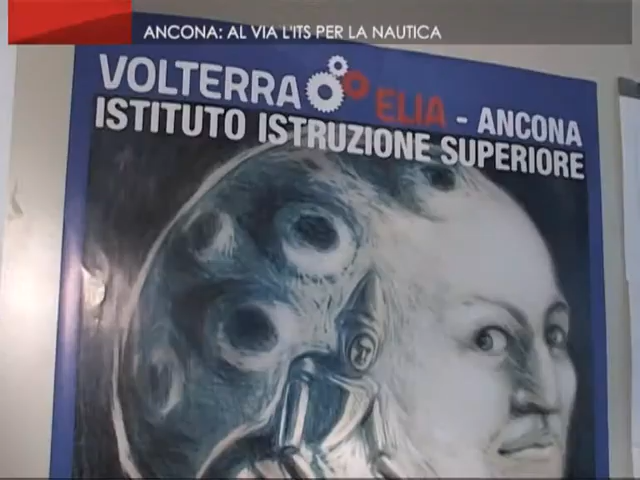 ANCONA: AL VIA L'ITS PER LA NAUTICA
VOLTERRA ELIA - ANCONA
ISTITUTO ISTRUZIONE SUPERIORE